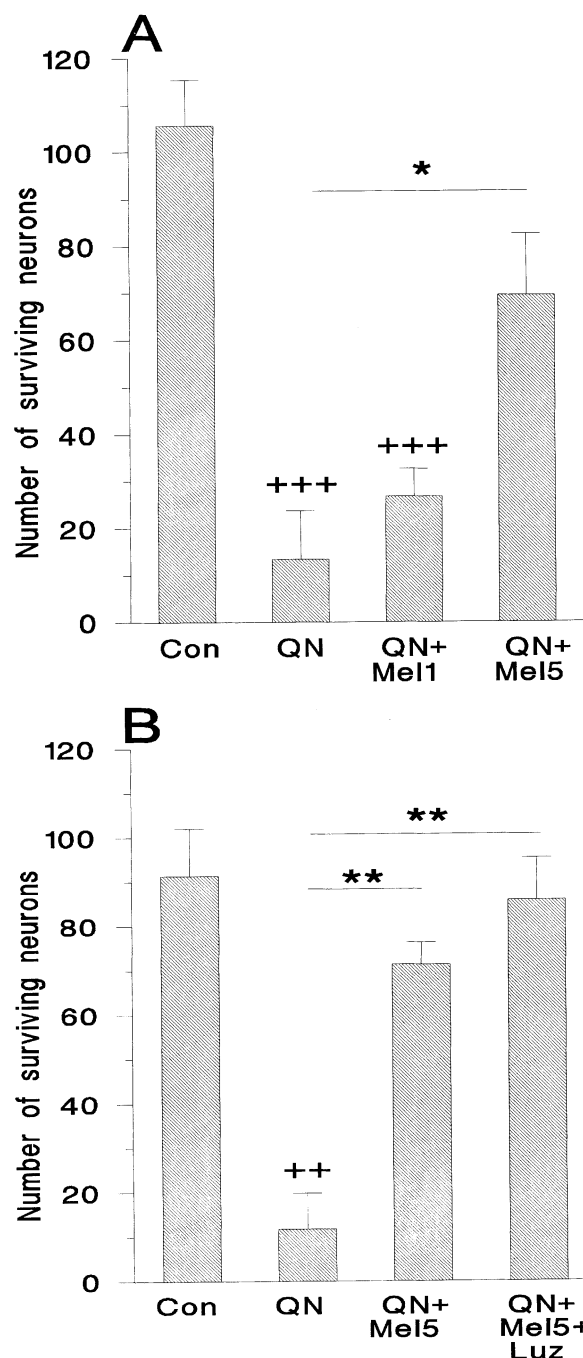 A
120
100
80
60
40
20
0
Number of surviving neurons
*
+++
+++
Con QN QN+ QN+
Mel1 Mel5
B
120
100
80
60
40
20
0
Number of surviving neurons
**
**
++
Con QN QN+ QN+
Mel5 Mel5+
Luz